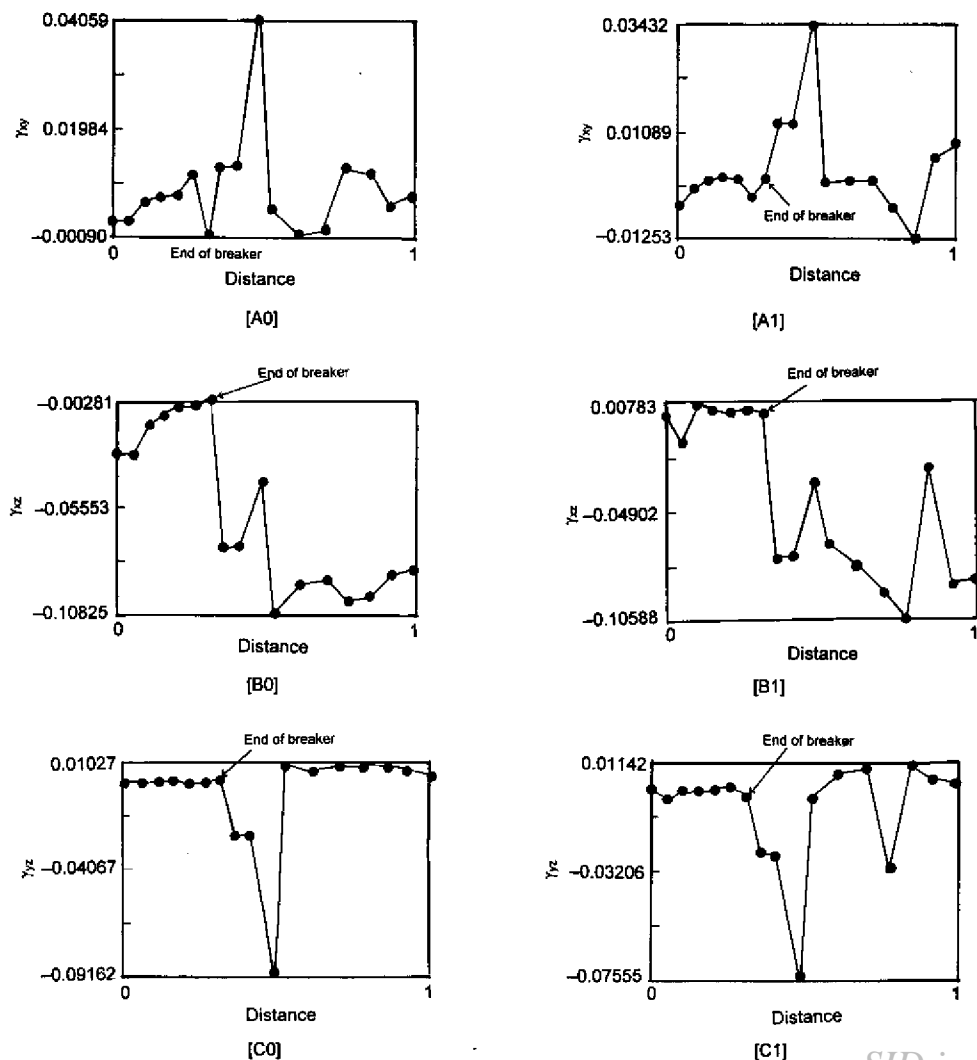 0.04059
γxy
0.01984
−0.00090
0
End of breaker
1
Distance
[A0]
0.03432
γxy
0.01089
End of breaker
−0.01253
0
1
Distance
[A1]
End of breaker
−0.00281
γxz
−0.05553
−0.10825
0
1
Distance
[B0]
End of breaker
0.00783
γxz
−0.04902
−0.10588
0
1
Distance
[B1]
End of breaker
0.01027
γyz
−0.04067
−0.09162
0
1
Distance
[C0]
End of breaker
0.01142
γyz
−0.03206
−0.07555
0
1
Distance
[C1]